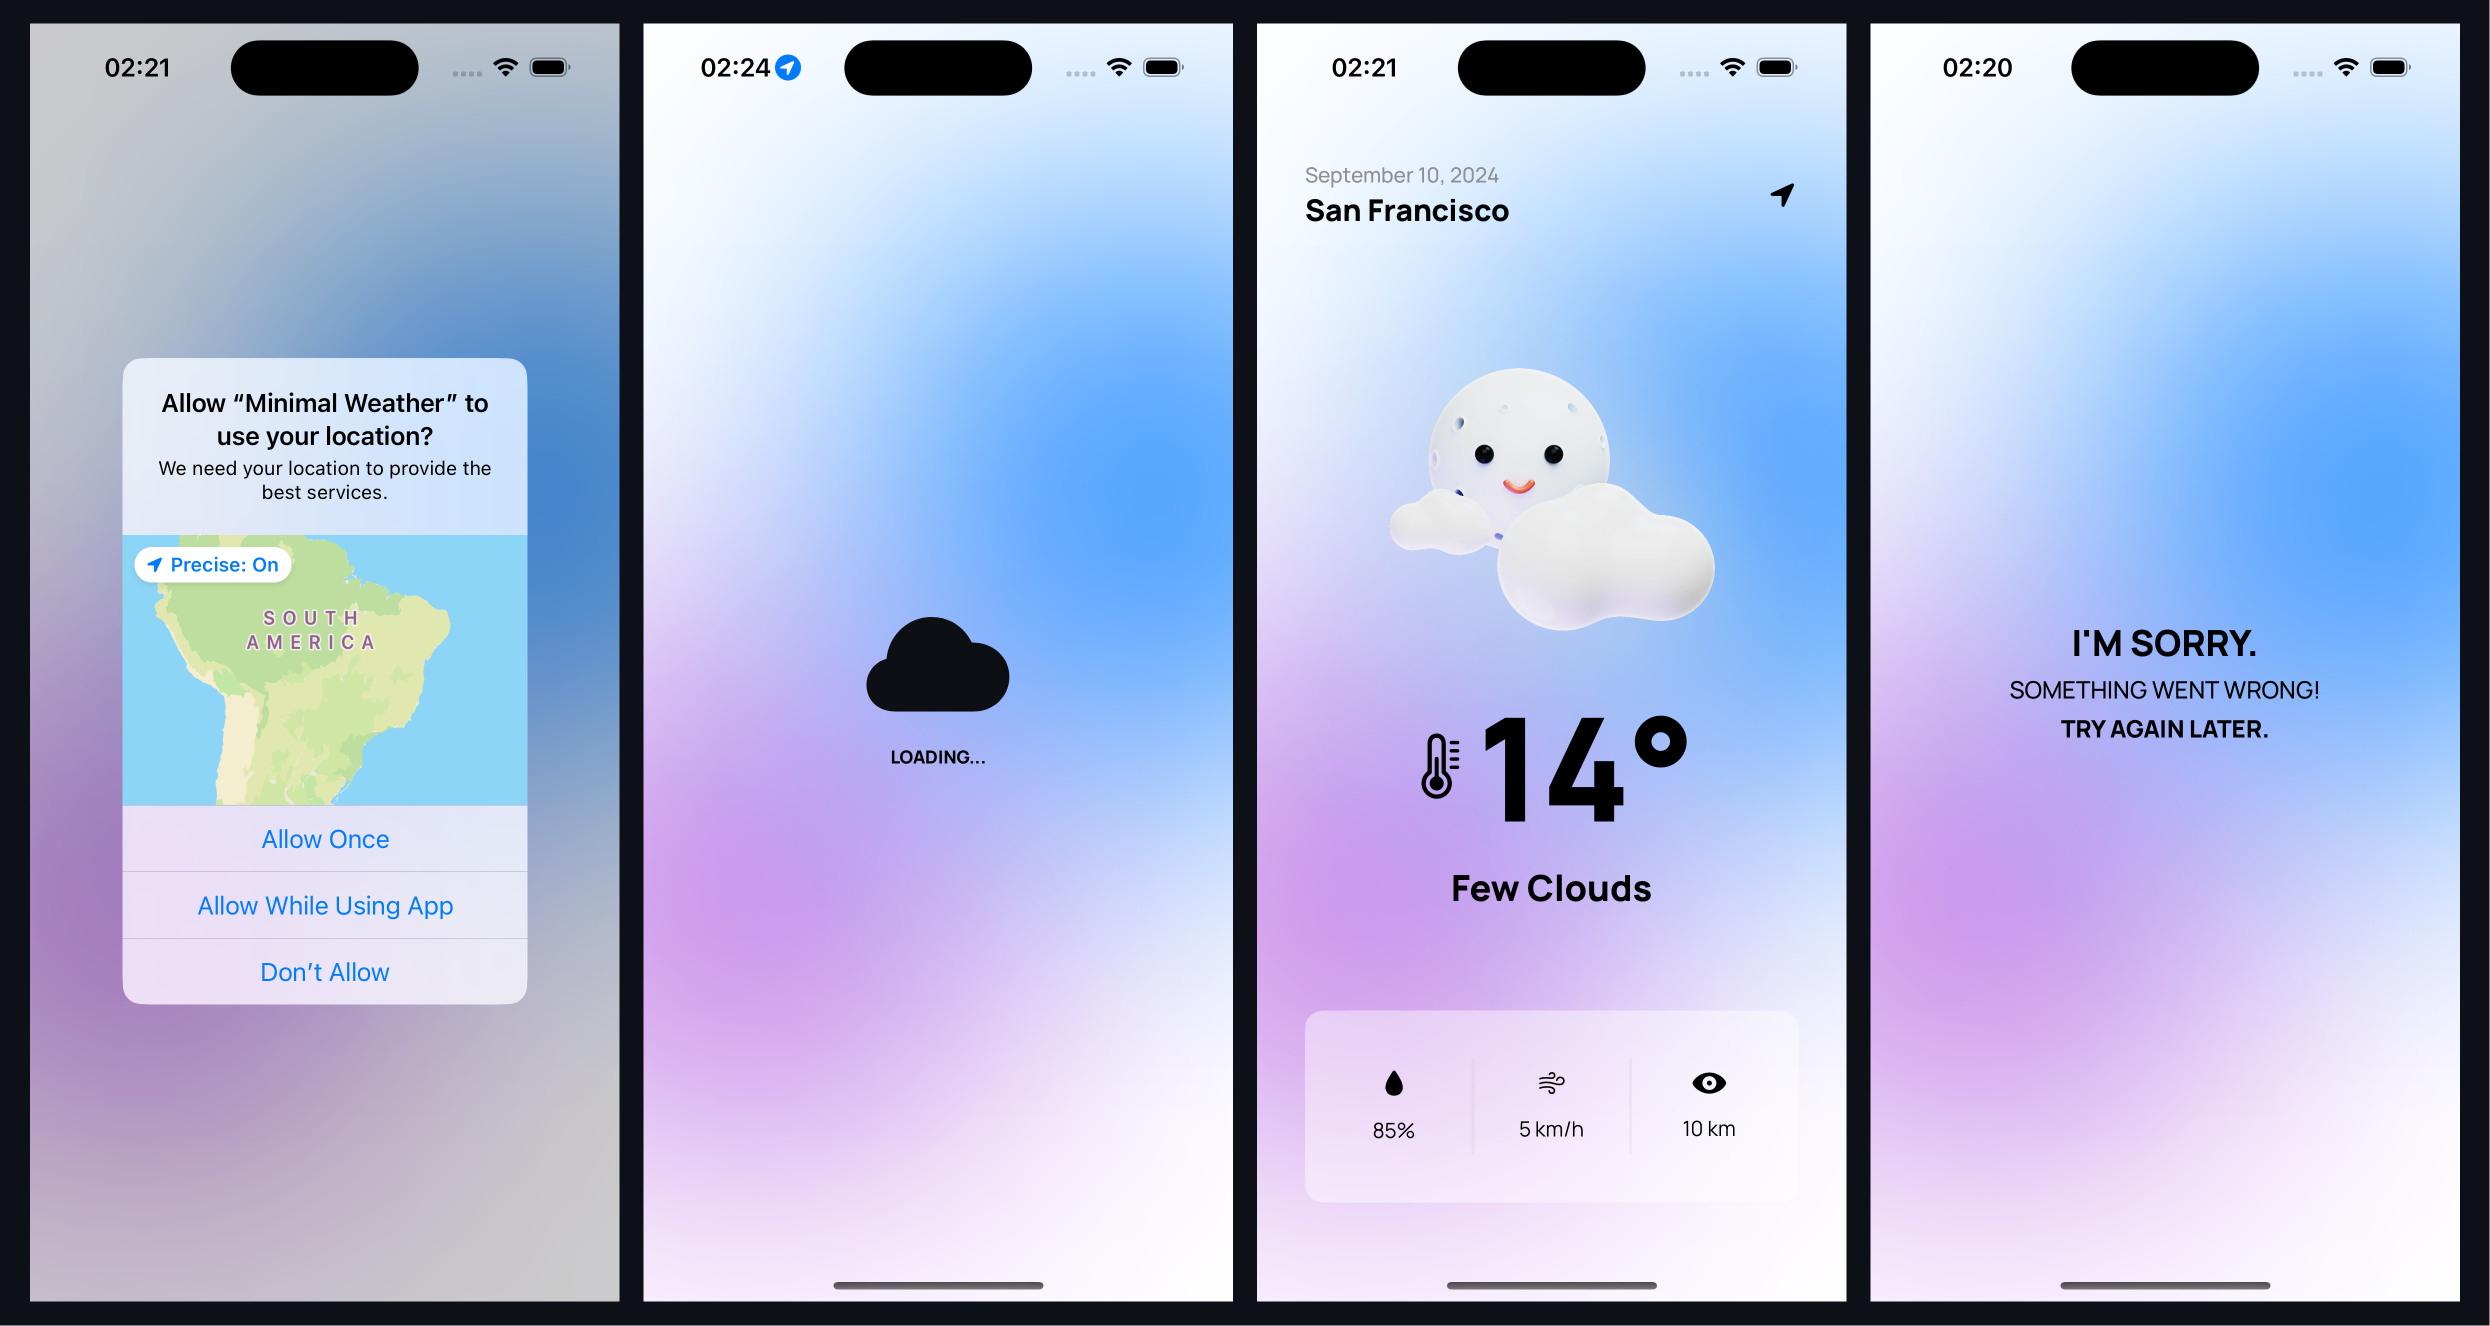 02:21
Allow “Minimal Weather” to
use your location?
We need your location to provide the
best services.
Precise: On
SOUTH
AMERICA
Allow Once
Allow While Using App
Don’t Allow
02:24
LOADING...
02:21
September 10, 2024
San Francisco
14°
Few Clouds
85%
5 km/h
10 km
02:20
I'M SORRY.
SOMETHING WENT WRONG!
TRY AGAIN LATER.